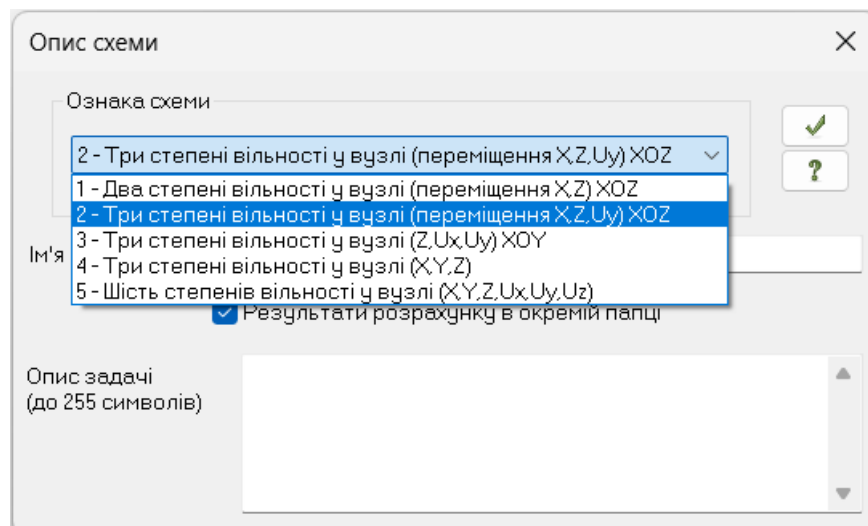 Опис схеми
Ознака схеми
2 - Три степені вільності у вузлі (переміщення X,Z,Uy) XOZ
1 - Два степені вільності у вузлі (переміщення X,Z) XOZ
2 - Три степені вільності у вузлі (переміщення X,Z,Uy) XOZ
3 - Три степені вільності у вузлі (Z,Ux,Uy) XOY
4 - Три степені вільності у вузлі (X,Y,Z)
5 - Шість степенів вільності у вузлі (X,Y,Z,Ux,Uy,Uz)
Ім'я
Результати розрахунку в окремій папці
Опис задачі
(до 255 символів)